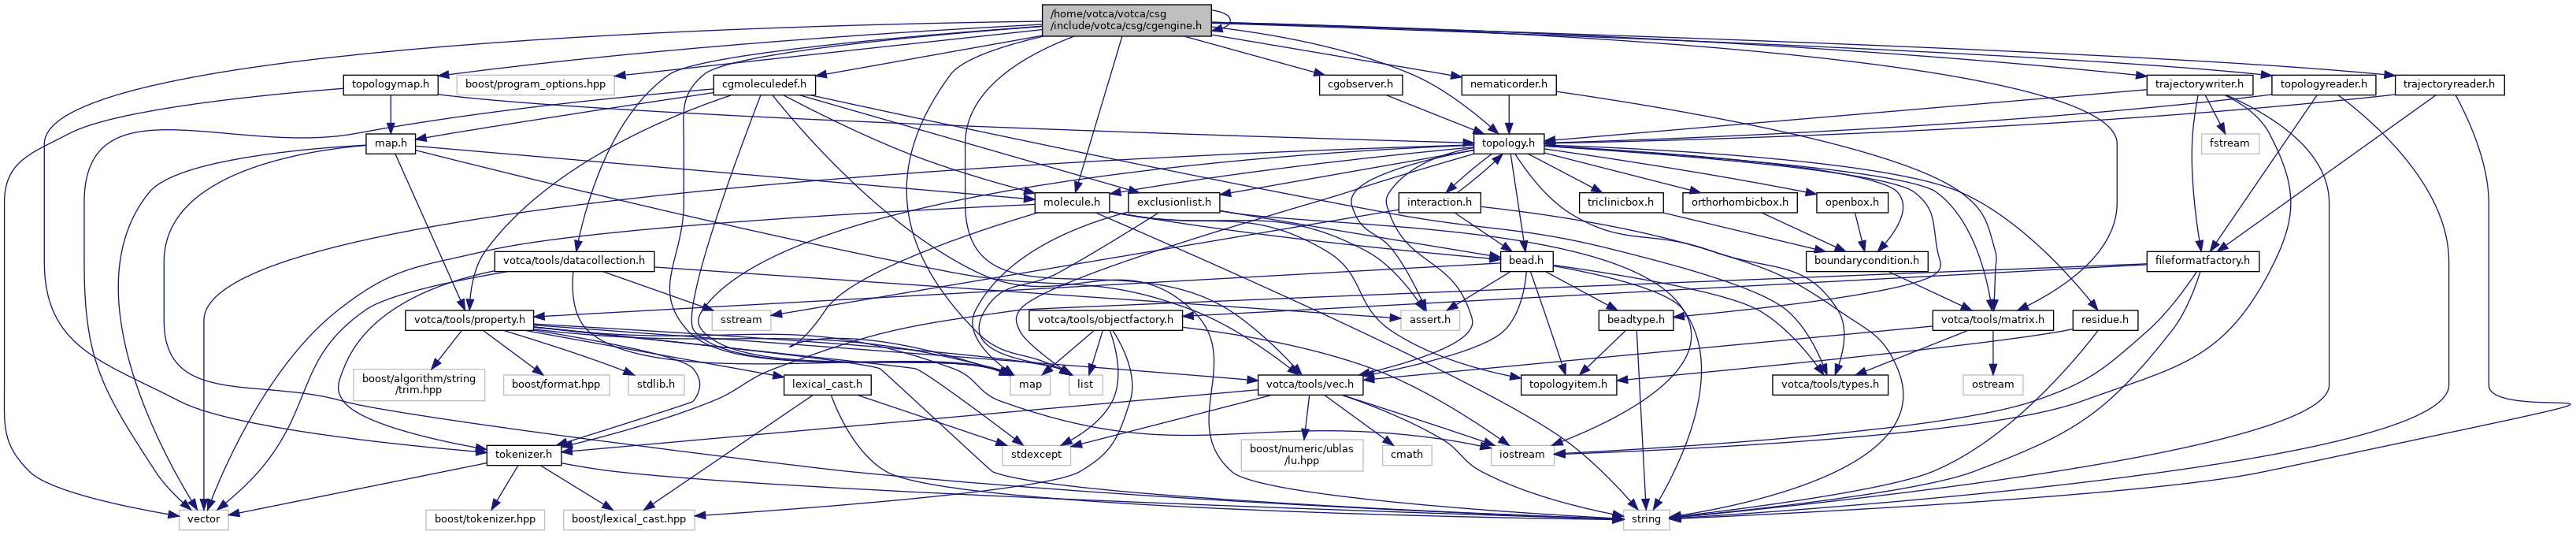 /home/votca/votca/csg
/include/votca/csg/cgengine.h
topologymap.h
boost/program_options.hpp
cgmoleculedef.h
cgobserver.h
nematicorder.h
trajectorywriter.h
topologyreader.h
trajectoryreader.h
map.h
topology.h
fstream
molecule.h
exclusionlist.h
interaction.h
triclinicbox.h
orthorhombicbox.h
openbox.h
votca/tools/datacollection.h
bead.h
boundarycondition.h
fileformatfactory.h
votca/tools/property.h
sstream
votca/tools/objectfactory.h
assert.h
beadtype.h
votca/tools/matrix.h
residue.h
boost/algorithm/string
/trim.hpp
boost/format.hpp
stdlib.h
lexical_cast.h
map
list
votca/tools/vec.h
topologyitem.h
votca/tools/types.h
ostream
tokenizer.h
stdexcept
boost/numeric/ublas
/lu.hpp
cmath
iostream
vector
boost/tokenizer.hpp
boost/lexical_cast.hpp
string